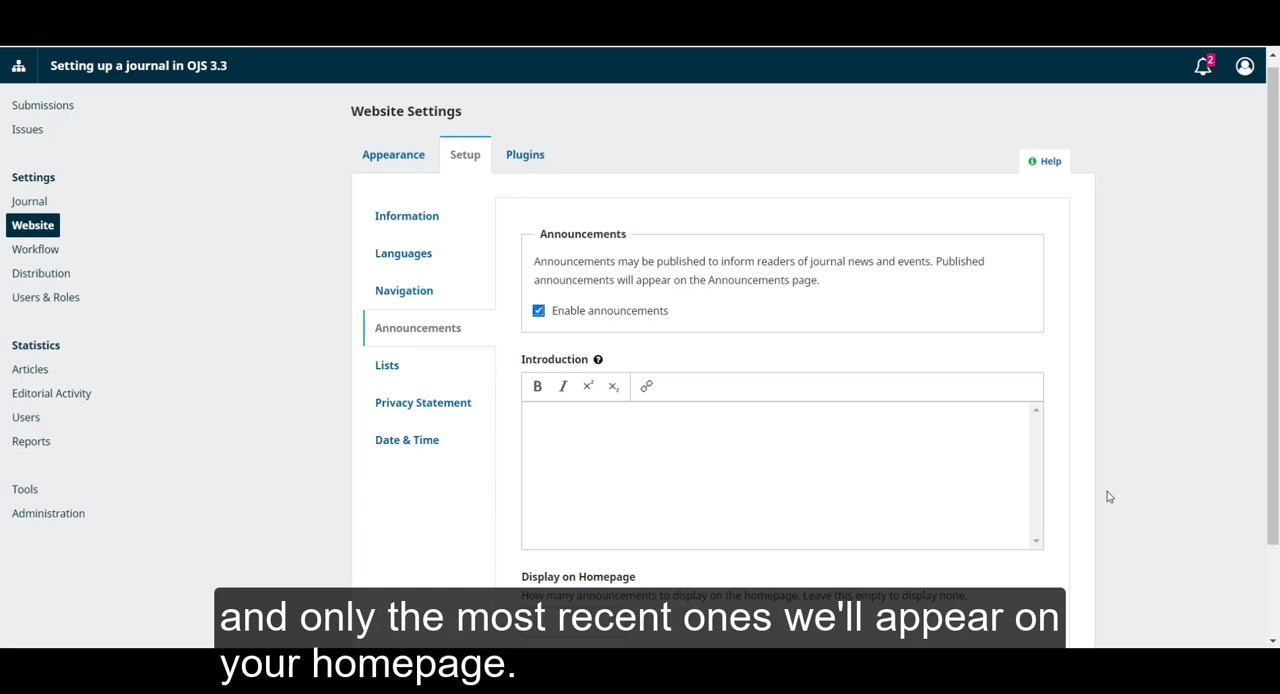 Setting up a journal in OJS 3.3
2
Submissions
Issues
Settings
Journal
Website
Workflow
Distribution
Users & Roles
Statistics
Articles
Editorial Activity
Users
Reports
Tools
Administration
Website Settings
Appearance
Setup
Plugins
Help
Information
Languages
Navigation
Announcements
Lists
Privacy Statement
Date & Time
Announcements
Announcements may be published to inform readers of journal news and events. Published
announcements will appear on the Announcements page.
Enable announcements
Introduction
Display on Homepage
How many announcements to display on the homepage. Leave this empty to display none.
and only the most recent ones we'll appear on
your homepage.